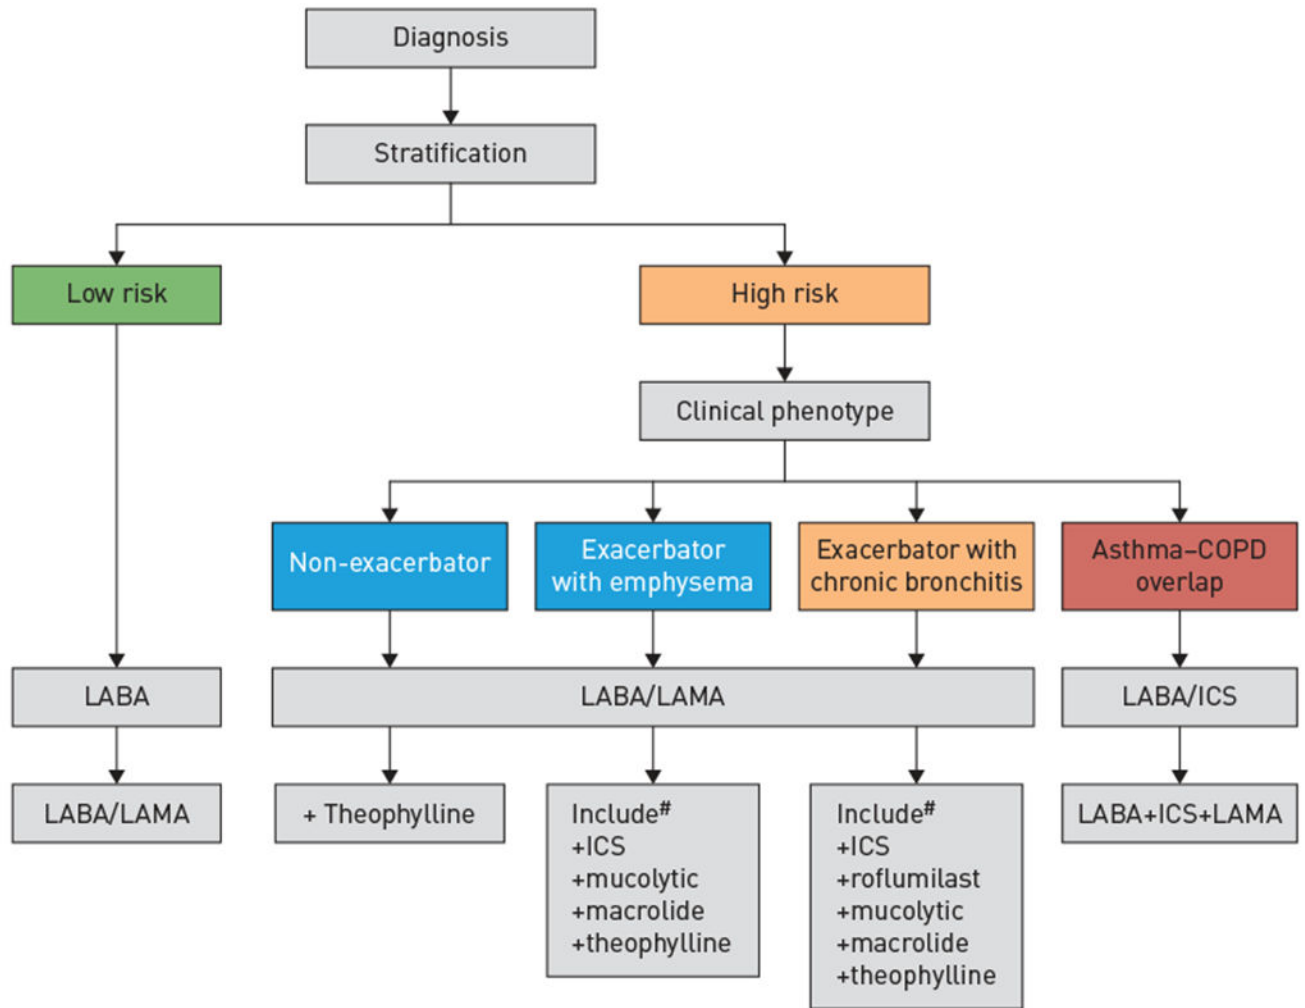 Diagnosis
Stratification
Low risk
High risk
Clinical phenotype
Non-exacerbator
Exacerbator
with emphysema
Exacerbator with
chronic bronchitis
Asthma–COPD
overlap
LABA
LABA/LAMA
LABA/ICS
LABA/LAMA
+ Theophylline
Include#
+ICS
+mucolytic
+macrolide
+theophylline
Include#
+ICS
+roflumilast
+mucolytic
+macrolide
+theophylline
LABA+ICS+LAMA